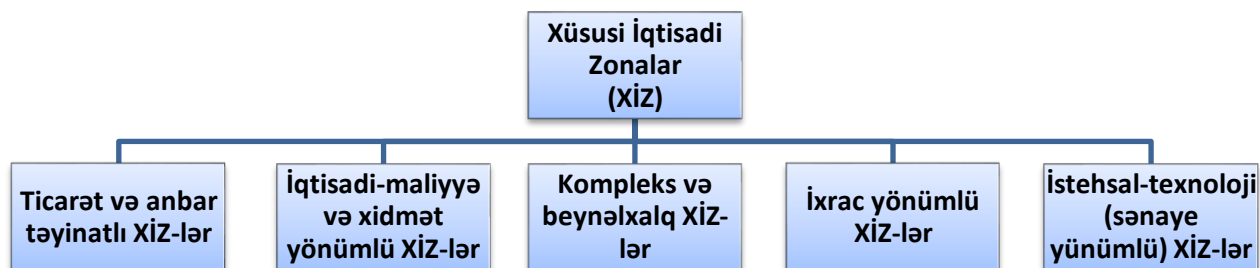 Xüsusi İqtisadi
Zonalar
(XİZ)
Ticarət və anbar
təyinatlı XİZ-lər
İqtisadi-maliyyə
və xidmət
yönümlü XİZ-lər
Kompleks və
beynəlxalq XİZ-
lər
İxrac yönümlü
XİZ-lər
İstehsal-texnoloji
(sənaye
yünümlü) XİZ-lər